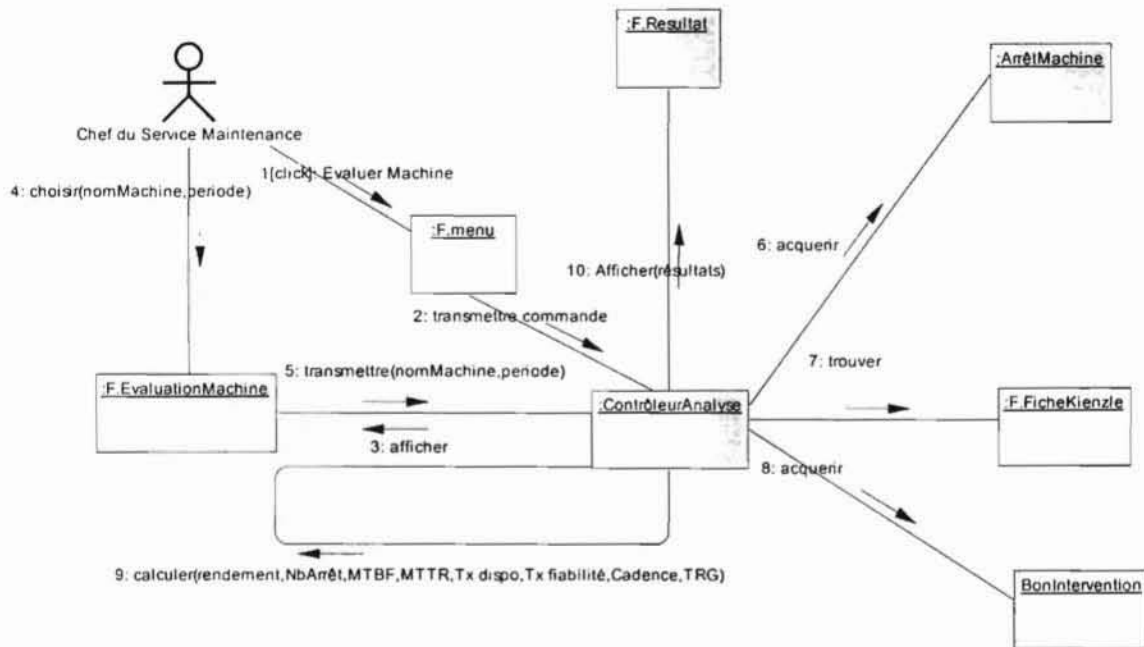 :F.Resultat
:ArrêtMachine
Chef du Service Maintenance
1[click]: Evaluer Machine
4: choisir(nomMachine,periode)
:F.menu
6: acquerir
10: Afficher(résultats)
2: transmettre commande
7: trouver
5: transmettre(nomMachine,periode)
:F.EvaluationMachine
:ContrôleurAnalyse
:F.FicheKienzle
3: afficher
8: acquerir
9: calculer(rendement,NbArrêt,MTBF,MTTR,Tx dispo,Tx fiabilité,Cadence,TRG)
BonIntervention